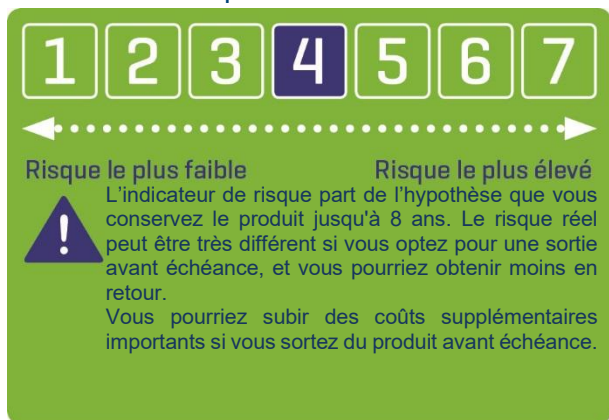 1 2 3 4 5 6 7
Risque le plus faible Risque le plus élevé
!
L'indicateur de risque part de l'hypothèse que vous
conservez le produit jusqu'à 8 ans. Le risque réel
peut être très différent si vous optez pour une sortie
avant échéance, et vous pourriez obtenir moins en
retour.
Vous pourriez subir des coûts supplémentaires
importants si vous sortez du produit avant échéance.